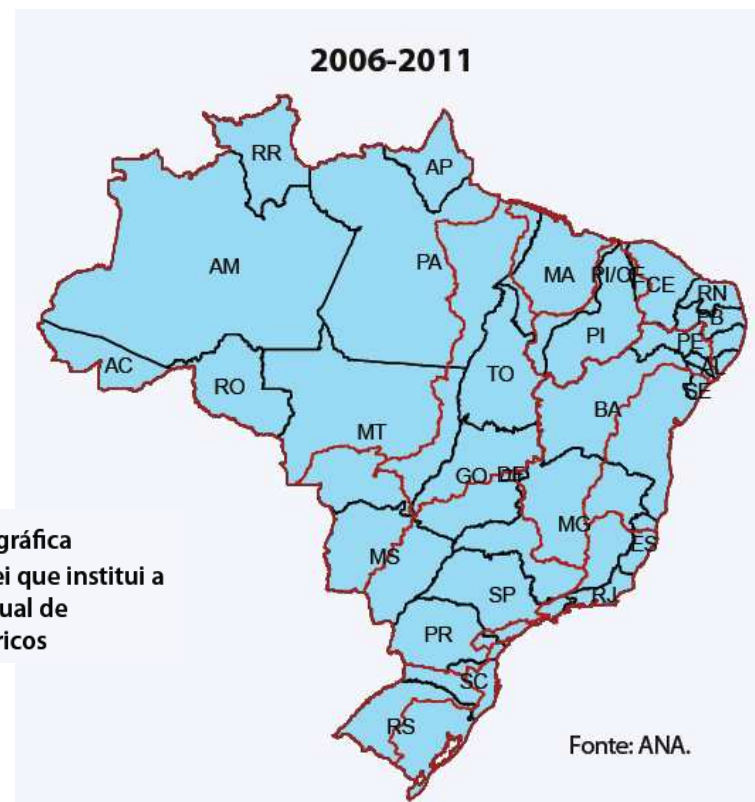 2006-2011
RR
AP
AM
PA
MA
PI/CE
CE
RN
PB
PI
PE
AL
SE
AC
RO
TO
BA
MT
GO
DF
MG
ES
MS
SP
RJ
PR
SC
RS
gráfica
ei que institui a
ual de
ricos
Fonte: ANA.